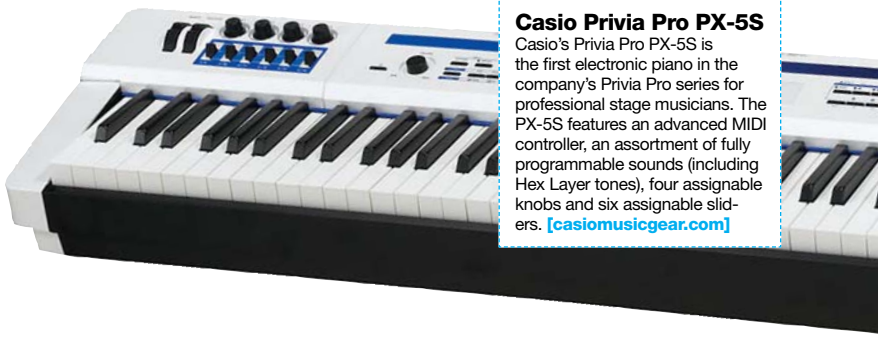 Casio Privia Pro PX-5S
Casio's Privia Pro PX-5S is
the first electronic piano in the
company's Privia Pro series for
professional stage musicians. The
PX-5S features an advanced MIDI
controller, an assortment of fully
programmable sounds (including
Hex Layer tones), four assignable
knobs and six assignable slid-
ers. [casiomusicgear.com]